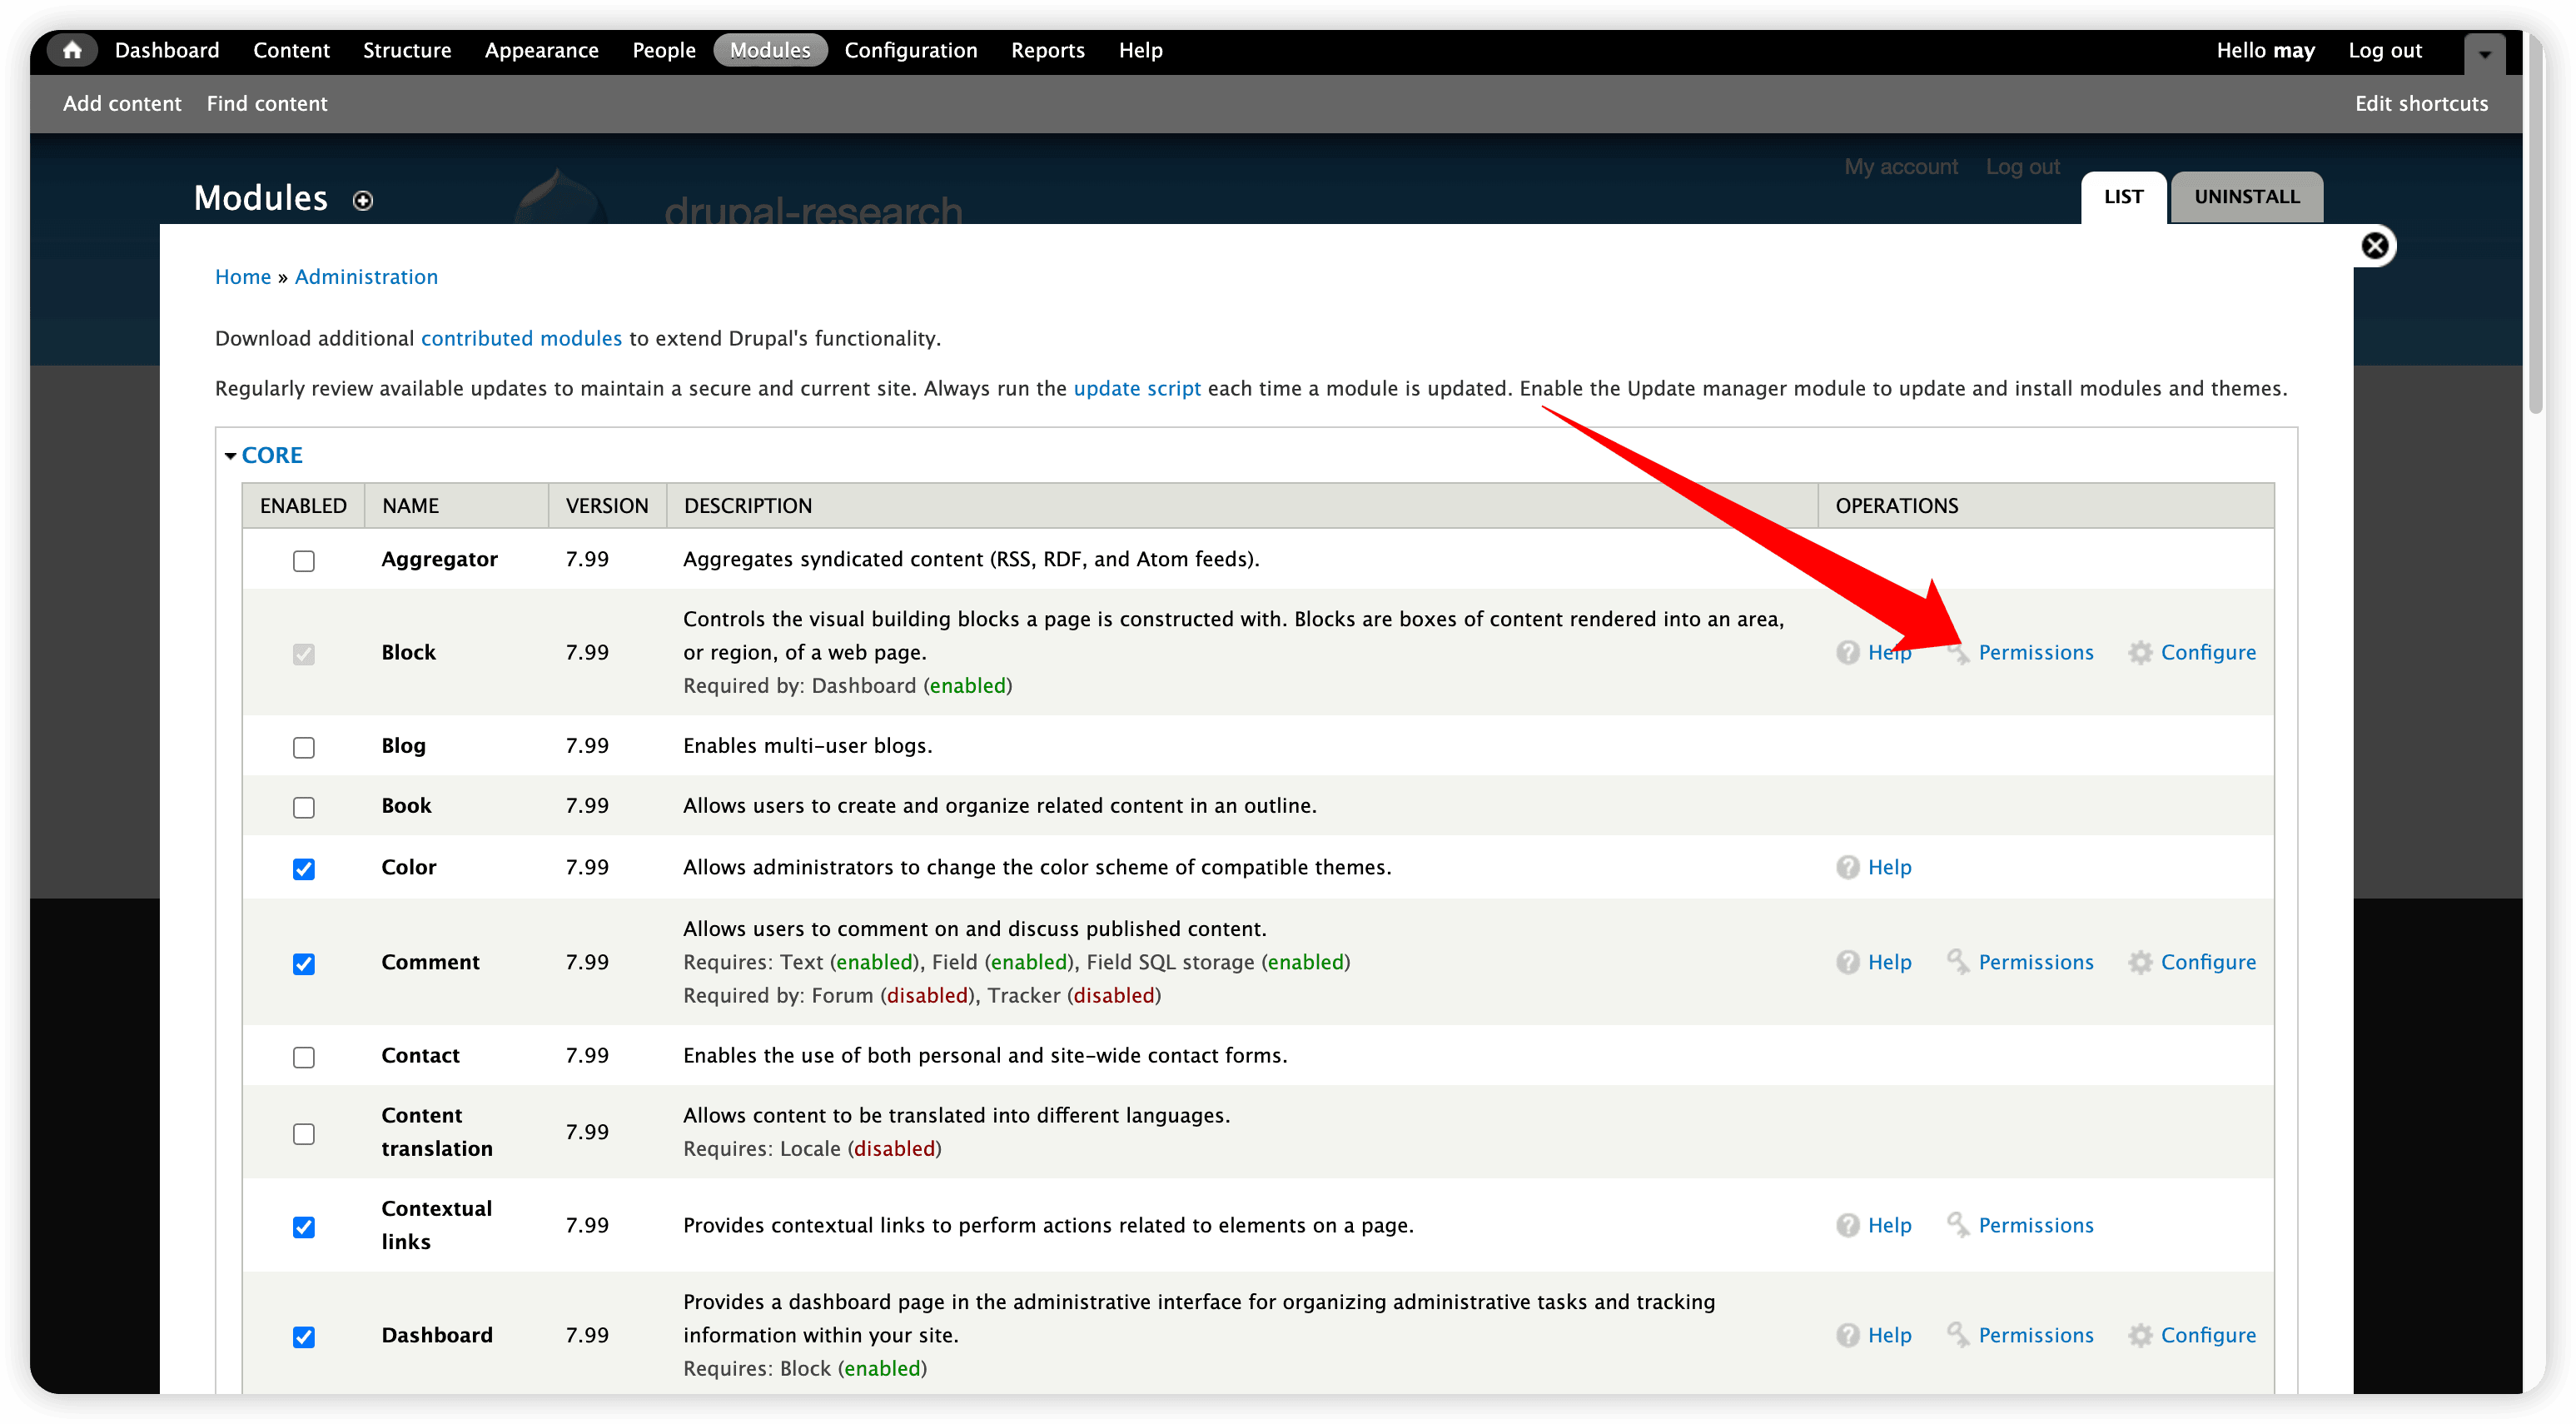 Dashboard Content Structure Appearance People Modules Configuration Reports Help Hello may Log out
Add content Find content Edit shortcuts
My account Log out
Modules drupal-research LIST UNINSTALL
Home » Administration
Download additional contributed modules to extend Drupal's functionality.
Regularly review available updates to maintain a secure and current site. Always run the update script each time a module is updated. Enable the Update manager module to update and install modules and themes.
CORE
ENABLED NAME VERSION DESCRIPTION OPERATIONS
Aggregator 7.99 Aggregates syndicated content (RSS, RDF, and Atom feeds).
Controls the visual building blocks a page is constructed with. Blocks are boxes of content rendered into an area,
Block 7.99 or region, of a web page. Help Permissions Configure
Required by: Dashboard (enabled)
Blog 7.99 Enables multi-user blogs.
Book 7.99 Allows users to create and organize related content in an outline.
Color 7.99 Allows administrators to change the color scheme of compatible themes. Help
Allows users to comment on and discuss published content.
Comment 7.99 Requires: Text (enabled), Field (enabled), Field SQL storage (enabled) Help Permissions Configure
Required by: Forum (disabled), Tracker (disabled)
Contact 7.99 Enables the use of both personal and site-wide contact forms.
Content translation 7.99 Allows content to be translated into different languages.
Requires: Locale (disabled)
Contextual links 7.99 Provides contextual links to perform actions related to elements on a page. Help Permissions
Provides a dashboard page in the administrative interface for organizing administrative tasks and tracking
Dashboard 7.99 information within your site. Help Permissions Configure
Requires: Block (enabled)